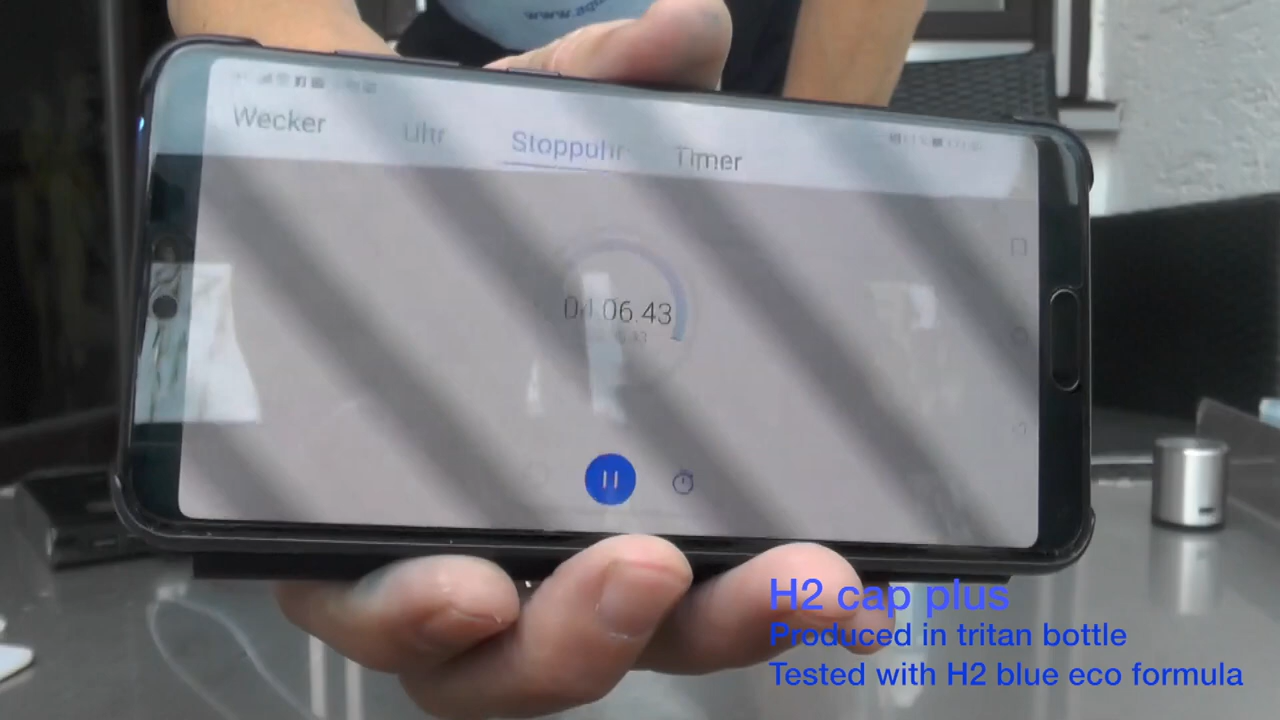 www.
Wecker
Uhr
Stoppuhr
Timer
04.06.43
H2 cap plus
Produced in tritan bottle
Tested with H2 blue eco formula